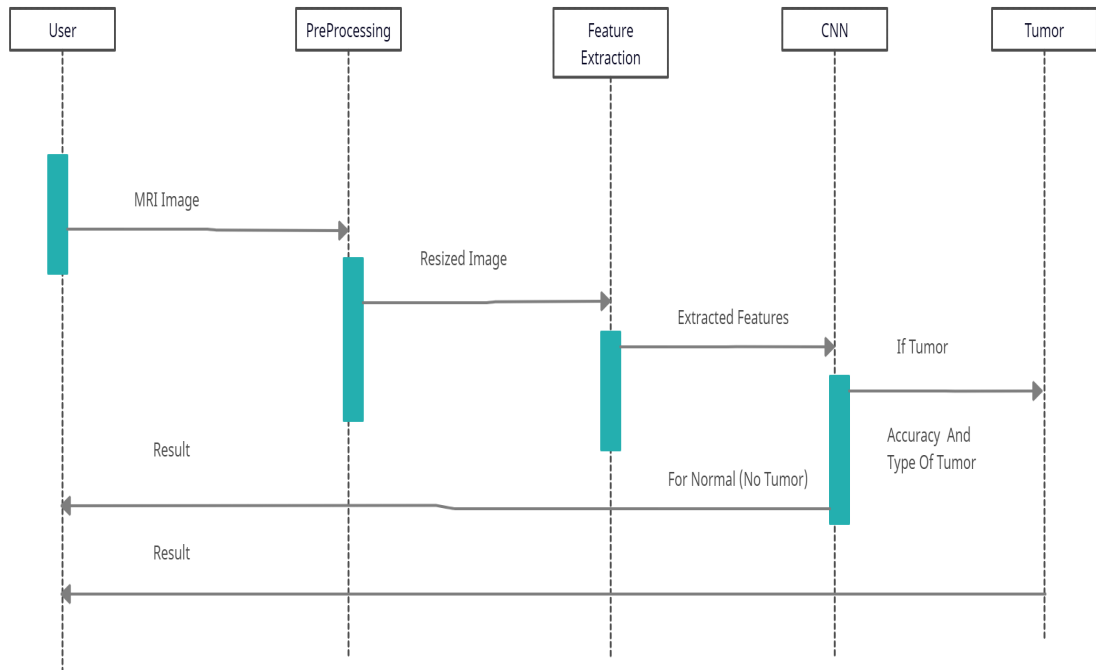 User
PreProcessing
Feature
Extraction
CNN
Tumor
MRI Image
Resized Image
Extracted Features
If Tumor
Accuracy And
Type Of Tumor
Result
For Normal (No Tumor)
Result